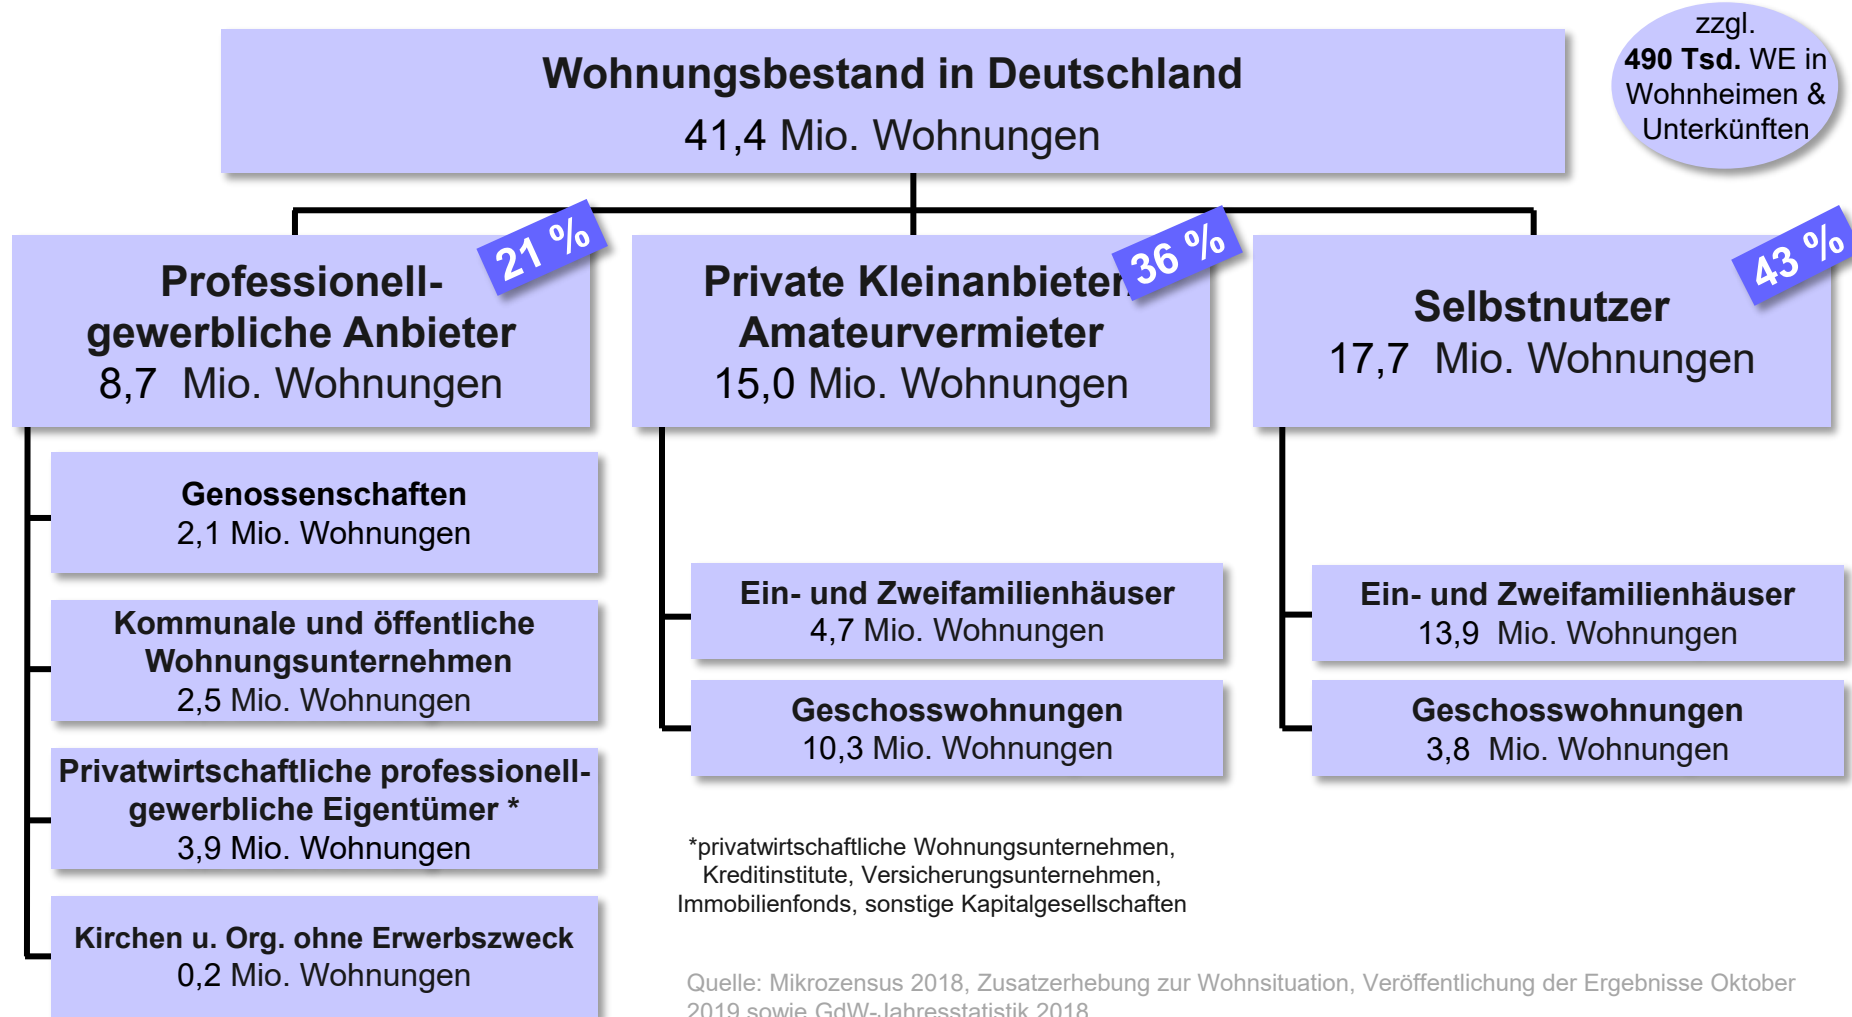 zzgl.
490 Tsd. WE in
Wohnheimen &
Unterkünften
Wohnungsbestand in Deutschland
41,4 Mio. Wohnungen
21 %
Professionell-
gewerbliche Anbieter
8,7 Mio. Wohnungen
Genossenschaften
2,1 Mio. Wohnungen
Kommunale und öffentliche
Wohnungsunternehmen
2,5 Mio. Wohnungen
Privatwirtschaftliche professionell-
gewerbliche Eigentümer *
3,9 Mio. Wohnungen
Kirchen u. Org. ohne Erwerbszweck
0,2 Mio. Wohnungen
36 %
Private Kleinanbieter
Amateurvermieter
15,0 Mio. Wohnungen
Ein- und Zweifamilienhäuser
4,7 Mio. Wohnungen
Geschosswohnungen
10,3 Mio. Wohnungen
43 %
Selbstnutzer
17,7 Mio. Wohnungen
Ein- und Zweifamilienhäuser
13,9 Mio. Wohnungen
Geschosswohnungen
3,8 Mio. Wohnungen
*privatwirtschaftliche Wohnungsunternehmen,
Kreditinstitute, Versicherungsunternehmen,
Immobilienfonds, sonstige Kapitalgesellschaften
Quelle: Mikrozensus 2018, Zusatzerhebung zur Wohnsituation, Veröffentlichung der Ergebnisse Oktober
2019 sowie GdW-Jahresstatistik 2018